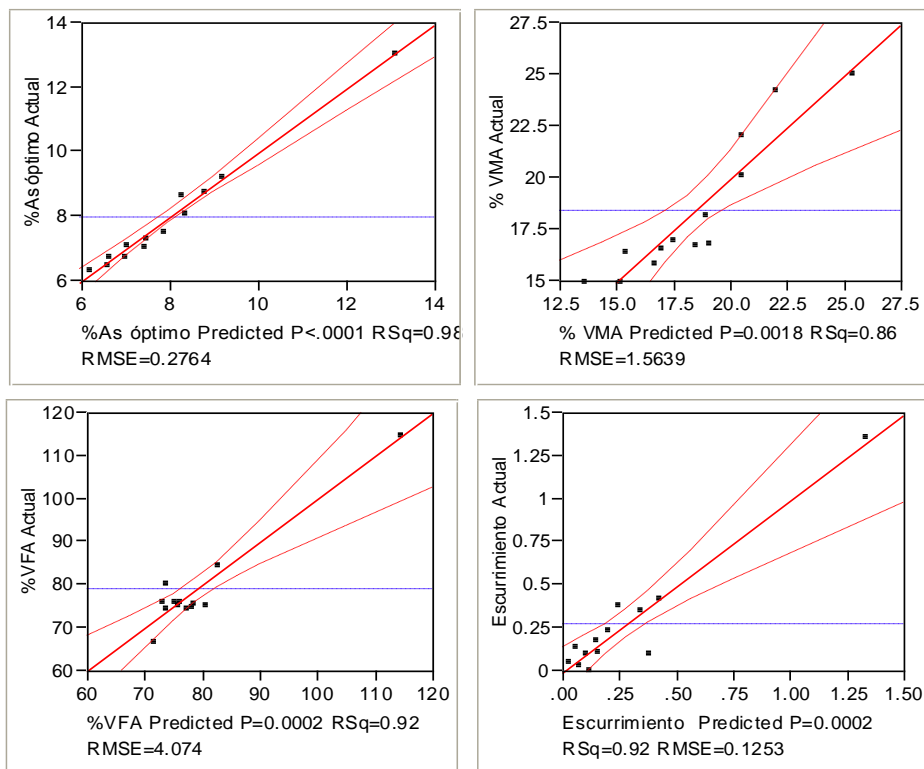 14
12
10
8
6
%As óptimo Actual
6 8 10 12 14
%As óptimo Predicted P<.0001 RSq=0.98
RMSE=0.2764
27.5
25
22.5
20
17.5
15
% VMA Actual
12.5 15.0 17.5 20.0 22.5 25.0 27.5
% VMA Predicted P=0.0018 RSq=0.86
RMSE=1.5639
120
110
100
90
80
70
60
%VFA Actual
60 70 80 90 100 110 120
%VFA Predicted P=0.0002 RSq=0.92
RMSE=4.074
1.5
1.25
1
0.75
0.5
0.25
0
Escurrimiento Actual
.00 .25 .50 .75 1.00 1.25 1.50
Escurrimiento Predicted P=0.0002
RSq=0.92 RMSE=0.1253